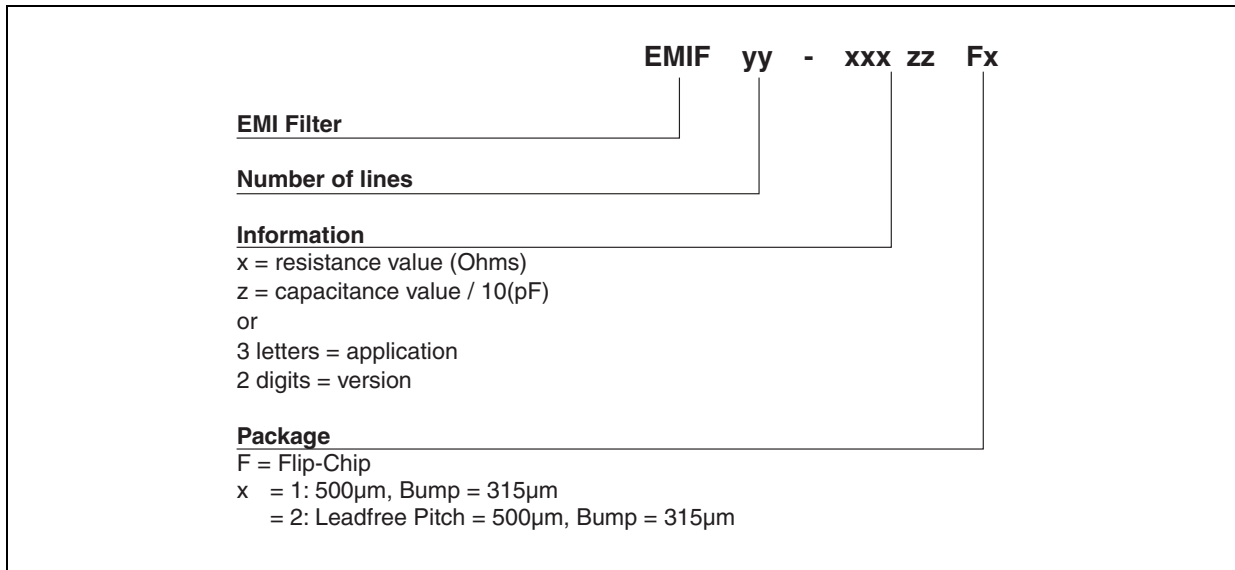 EMIF yy - xxx zz Fx
EMI Filter
Number of lines
Information
x = resistance value (Ohms)
z = capacitance value / 10(pF)
or
3 letters = application
2 digits = version
Package
F = Flip-Chip
x = 1: 500µm, Bump = 315µm
= 2: Leadfree Pitch = 500µm, Bump = 315µm